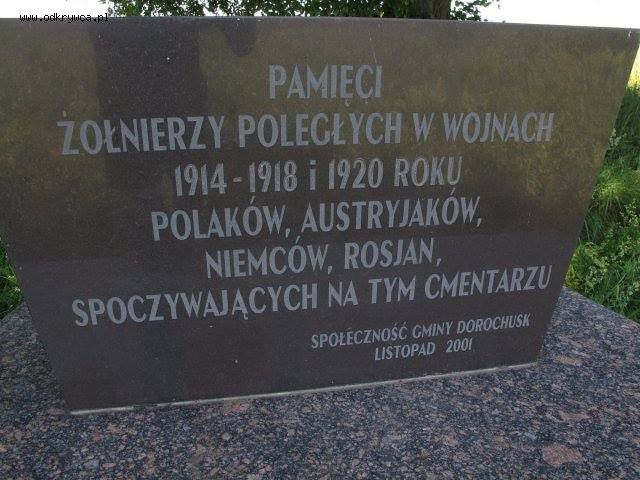 www.odkrywca.pl
PAMIĘCI
ŻOŁNIERZY POLEGŁYCH W WOJNACH
1914 - 1918 i 1920 ROKU
POLAKÓW, AUSTRYJAKÓW,
NIEMCÓW, ROSJAN,
SPOCZYWAJĄCYCH NA TYM CMENTARZU
SPOŁECZNOŚĆ GMINY DOROCHUSK
LISTOPAD 2001